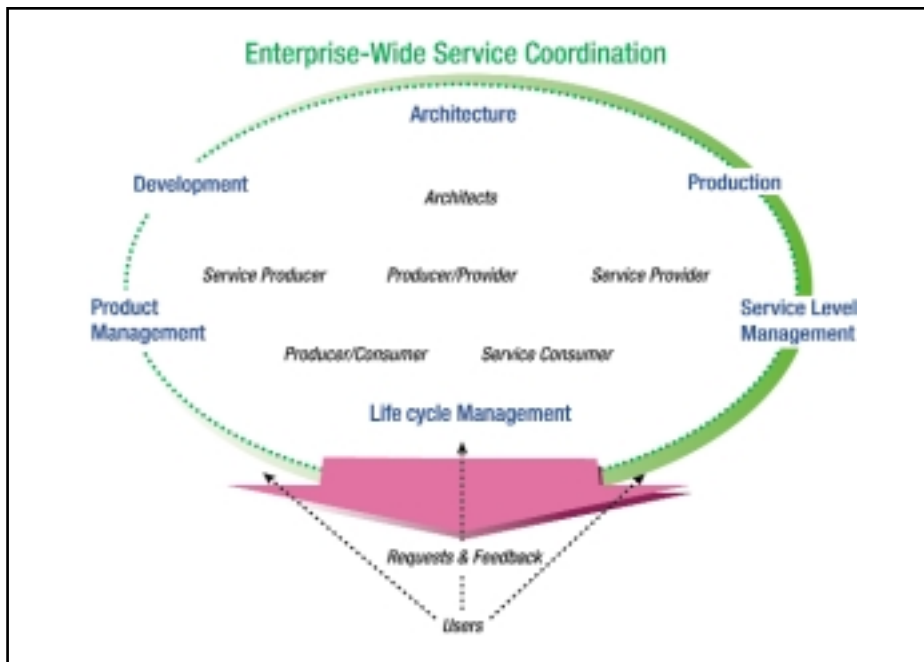 Enterprise-Wide Service Coordination
Architecture
Development
Production
Architects
Service Producer
Producer/Provider
Service Provider
Product
Management
Service Level
Management
Producer/Consumer
Service Consumer
Life cycle Management
Requests & Feedback
Users